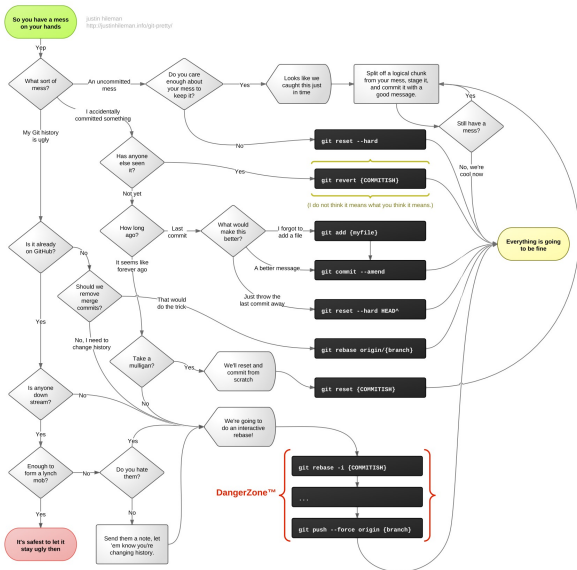 So you have a mess
on your hands
justin hileman
http://justinhileman.info/git-pretty/
Yep
What sort of
mess?
An uncommitted
mess
Do you care
enough about
your mess to
keep it?
Yes
Looks like we
caught this just
in time
Split off a logical chunk
from your mess, stage it,
and commit it with a
good message.
Yes
Still have a
mess?
No, we're
cool now
I accidentally
committed something
My Git history
is ugly
No
git reset --hard
Has anyone
else seen
it?
Yes
git revert {COMMITISH}
(I do not think it means what you think it means.)
Not yet
How long
ago?
Last
commit
What would
make this
better?
I forgot to
add a file
git add {myfile}
A better message
git commit --amend
Just throw the
last commit away
git reset --hard HEAD^
Everything is going
to be fine
Is it already
on GitHub?
No
It seems like
forever ago
Should we
remove
merge
commits?
That would
do the trick
git rebase origin/{branch}
Yes
No, I need to
change history
Take a
mulligan?
Yes
We'll reset and
commit from
scratch
git reset {COMMITISH}
No
Is anyone
down
stream?
No
We're going to
do an interactive
rebase!
Yes
Yes
Enough to
form a lynch
mob?
No
Do you hate
them?
git rebase -i {COMMITISH}
DangerZone™
...
git push --force origin {branch}
Yes
No
It's safest to let it
stay ugly then
Send them a note, let
'em know you're
changing history.